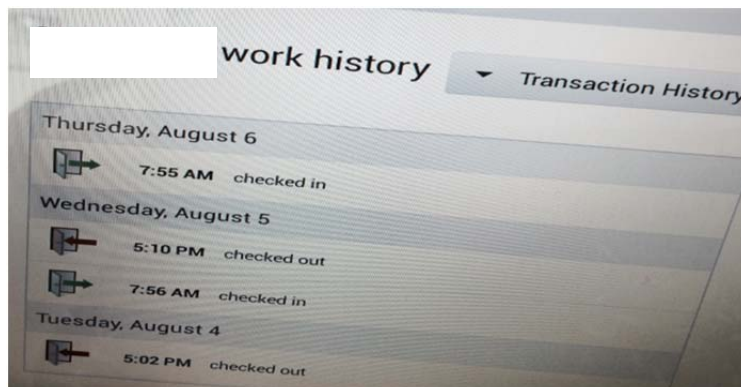 work history
Transaction History
Thursday, August 6
7:55 AM checked in
Wednesday, August 5
5:10 PM checked out
7:56 AM checked in
Tuesday, August 4
5:02 PM checked out